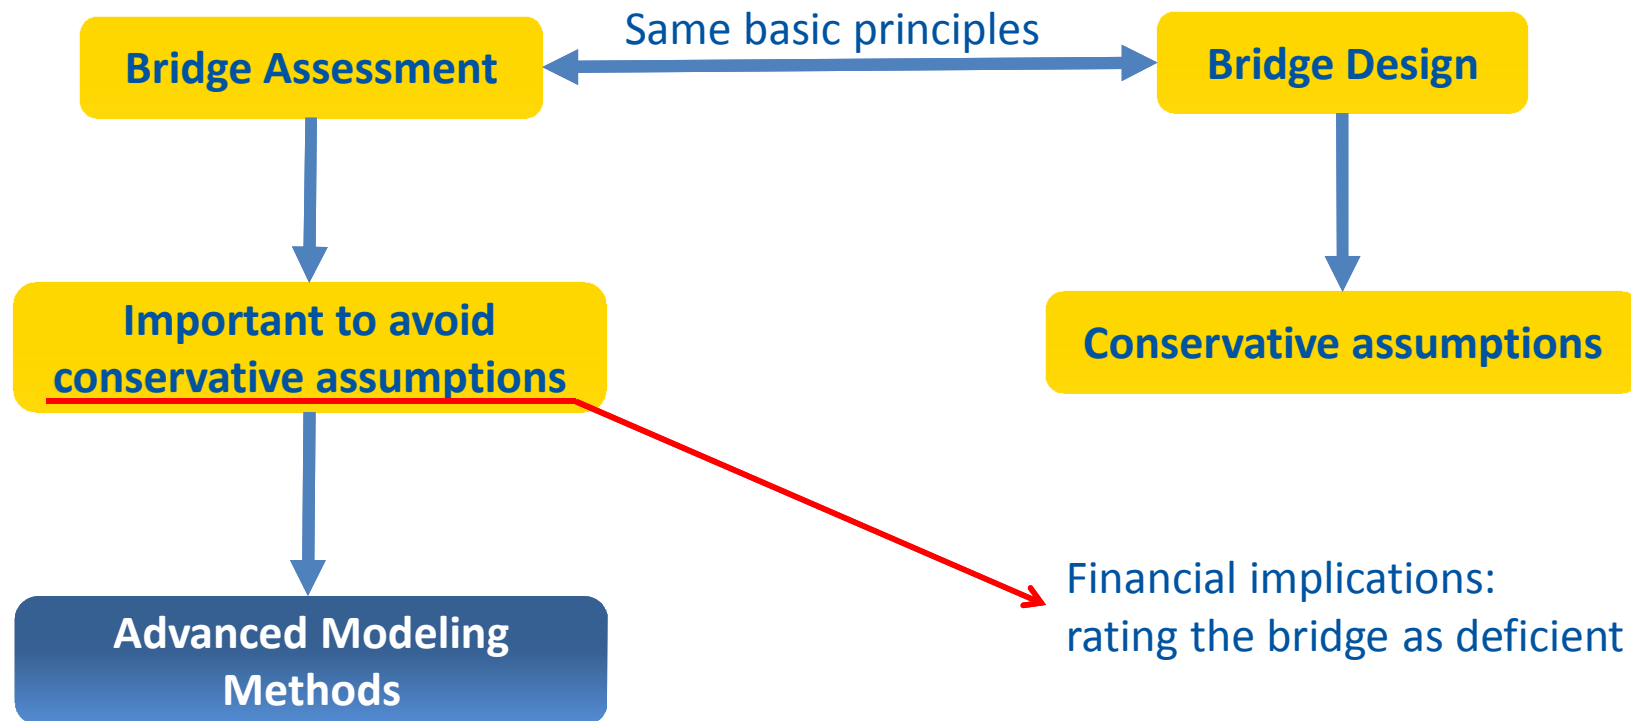 Same basic principles
Bridge Assessment
Bridge Design
Important to avoid
conservative assumptions
Conservative assumptions
Financial implications:
rating the bridge as deficient
Advanced Modeling
Methods